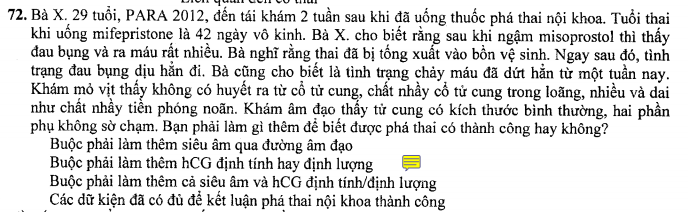 72. Bà X. 29 tuổi, PARA 2012, đến tái khám 2 tuần sau khi đã uống thuốc phá thai nội khoa. Tuổi thai
khi uống mifepristone là 42 ngày vô kinh. Bà X. cho biết rằng sau khi ngậm misoprostol thì thấy
đau bụng và ra máu rất nhiều. Bà nghĩ rằng thai đã bị tống xuất vào bồn vệ sinh. Ngay sau đó, tình
trạng đau bụng dịu hẳn đi. Bà cũng cho biết là tình trạng chảy máu đã dứt hẳn từ một tuần nay.
Khám mỏ vịt thấy không có huyết ra từ cổ tử cung, chất nhầy cổ tử cung trong loãng, nhiều và dai
như chất nhầy tiền phóng noãn. Khám âm đạo thấy tử cung có kích thước bình thường, hai phần
phụ không sờ chạm. Bạn phải làm gì thêm để biết được phá thai có thành công hay không?
Buộc phải làm thêm siêu âm qua đường âm đạo
Buộc phải làm thêm hCG định tính hay định lượng
Buộc phải làm thêm cả siêu âm và hCG định tính/định lượng
Các dữ kiện đã có đủ để kết luận phá thai nội khoa thành công